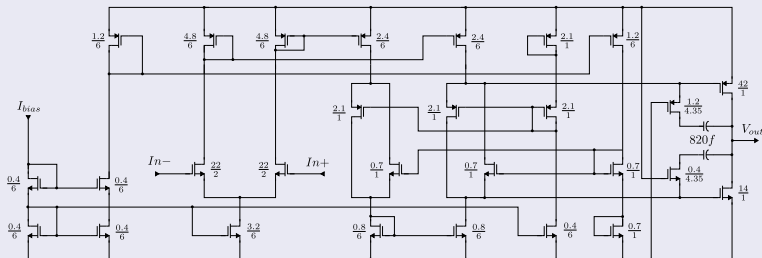 1.2/6 4.8/6 4.8/6 2.4/6 2.4/6 2.1/1 1.2/6
42/1
2.1/1 2.1/1 2.1/1 1.2/4.35
I_bias
820f V_out
In− 22/2 22/2 In+ 0.7/1 0.7/1 0.7/1 0.4/4.35
0.4/6 0.4/6
14/1
0.4/6 0.4/6 3.2/6 0.8/6 0.8/6 0.4/6 0.7/1